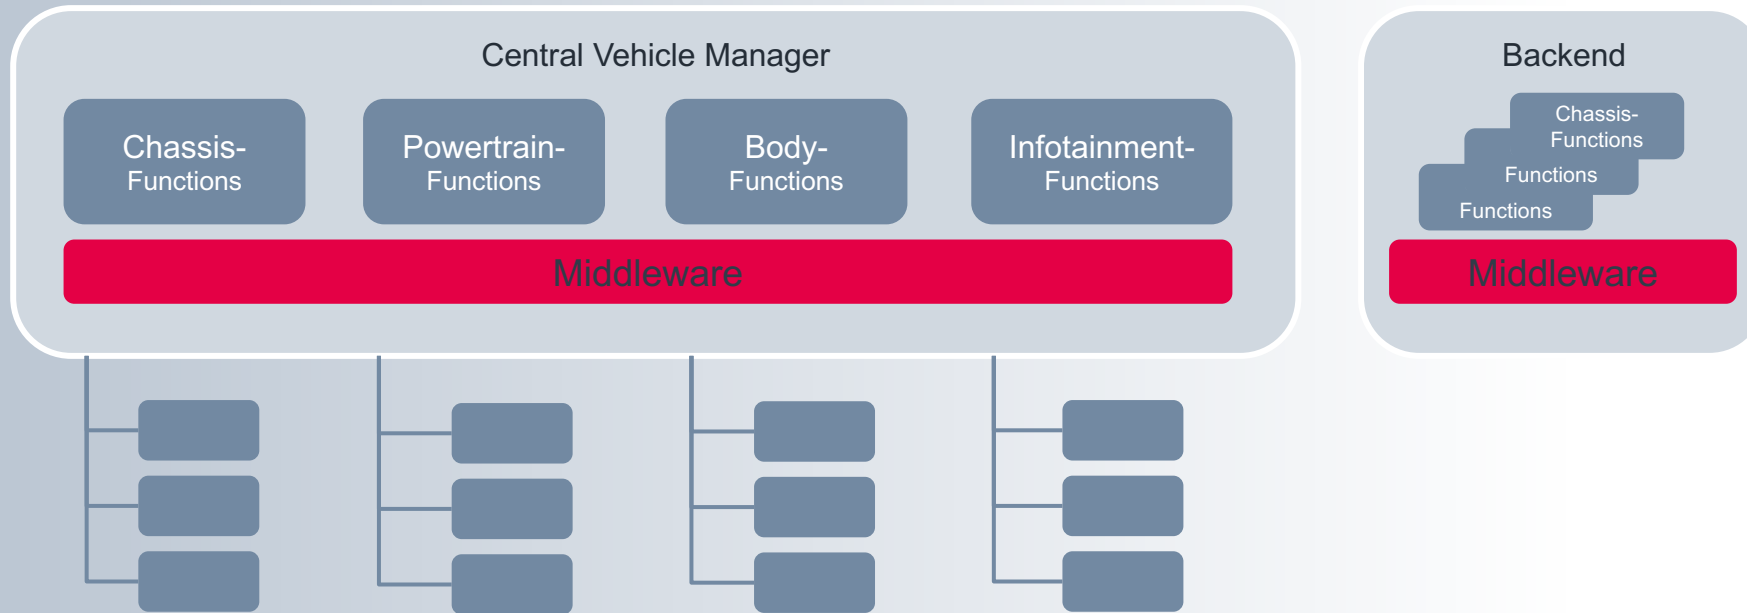 Central Vehicle Manager
Chassis-
Functions
Powertrain-
Functions
Body-
Functions
Infotainment-
Functions
Middleware
Backend
Chassis-
Functions
Functions
Functions
Middleware